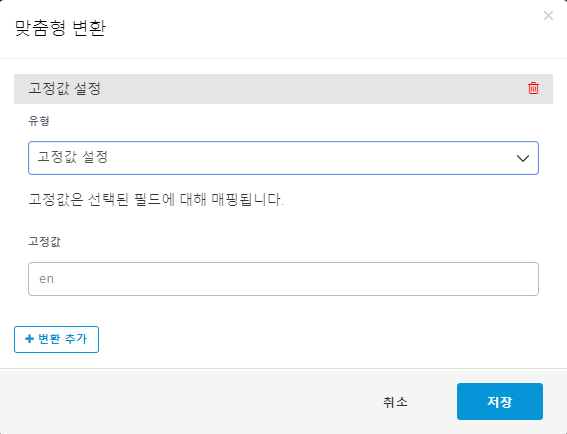 맞춤형 변환
고정값 설정
유형
고정값 설정
고정값은 선택된 필드에 대해 매핑됩니다.
고정값
en
+ 변환 추가
취소
저장